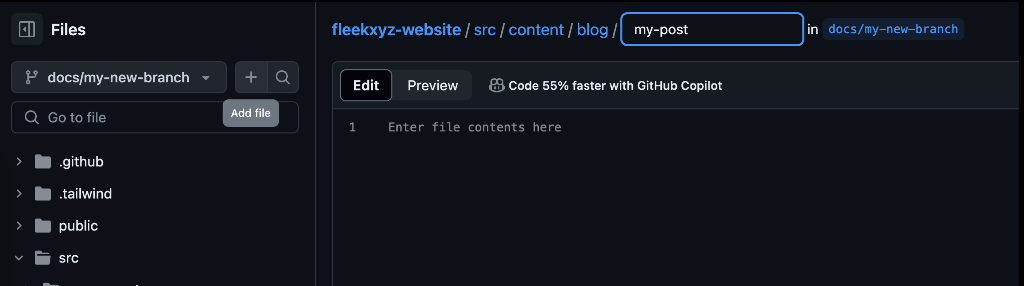 Files
fleekxyz-website / src / content / blog / my-post in docs/my-new-branch
docs/my-new-branch
Edit Preview Code 55% faster with GitHub Copilot
Add file
Go to file
1 Enter file contents here
.github
.tailwind
public
src